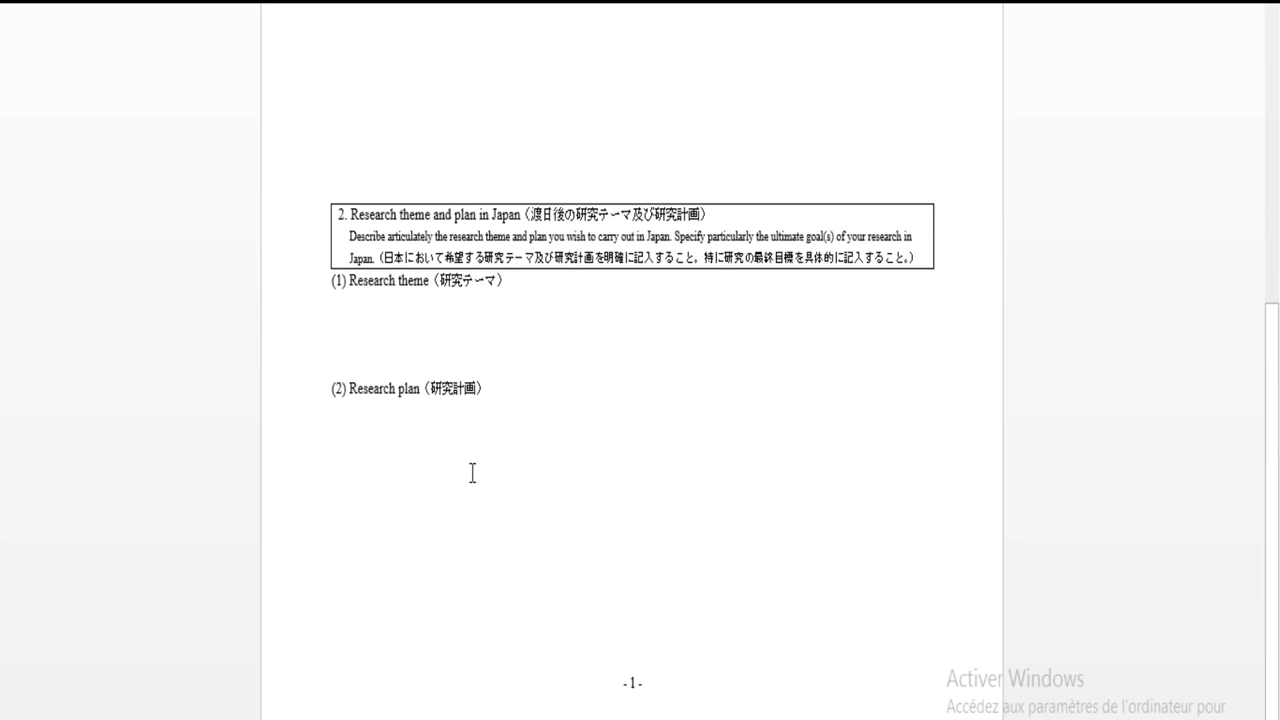 2. Research theme and plan in Japan（渡日後の研究テーマ及び研究計画）
Describe articulately the research theme and plan you wish to carry out in Japan. Specify particularly the ultimate goal(s) of your research in
Japan.（日本において希望する研究テーマ及び研究計画を明確に記入すること。特に研究の最終目標を具体的に記入すること。）
(1) Research theme（研究テーマ）
(2) Research plan（研究計画）
- 1 -
Activer Windows
Accédez aux paramètres de l'ordinateur pour